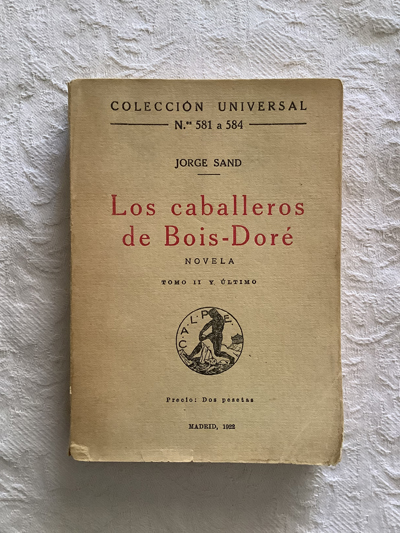 COLECCIÓN UNIVERSAL
N.os 581 a 584
JORGE SAND
Los caballeros
de Bois-Doré
NOVELA
TOMO II Y ÚLTIMO
CALPE
Precio: Dos pesetas
MADRID, 1922